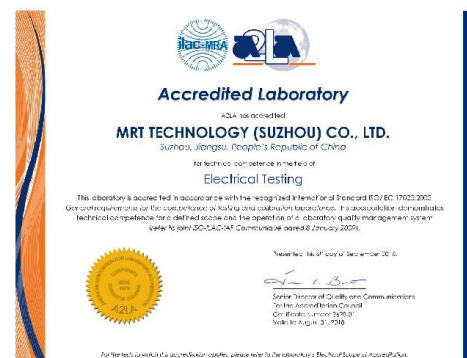 ilac-MRA
A2LA
Accredited Laboratory
A2LA has accredited
MRT TECHNOLOGY (SUZHOU) CO., LTD.
Suzhou, Jiangsu, People's Republic of China
for technical competence in the field of
Electrical Testing
This laboratory is accredited in accordance with the recognized International Standard ISO/IEC 17025:2005
General requirements for the competence of testing and calibration laboratories. This accreditation demonstrates
technical competence for a defined scope and the operation of a laboratory quality management system
(refer to joint ISO-ILAC-IAF Communiqué dated 8 January 2009).
Presented this day of September 2016.
Senior Director of Quality and Communications
For the Accreditation Council
Certificate Number 3628.01
Valid to August 31, 2018
A2LA
For the tests to which this accreditation applies, please refer to the laboratory's Electrical Scope of Accreditation.